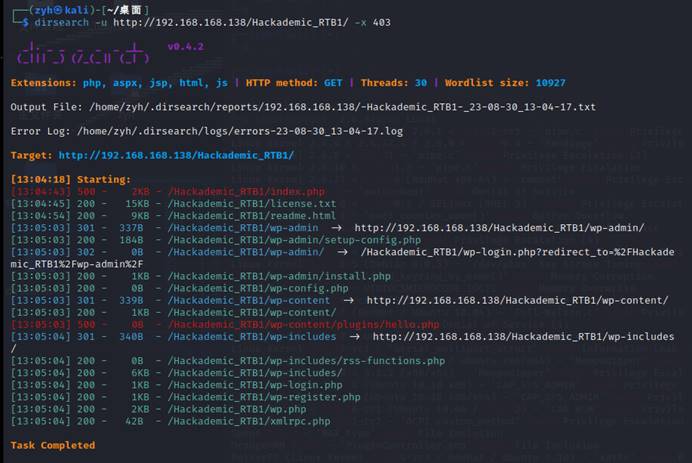 ┌──(zyh㉿kali)-[~/桌面]
└─$ dirsearch -u http://192.168.168.138/Hackademic_RTB1/ -x 403
v0.4.2
Extensions: php, aspx, jsp, html, js | HTTP method: GET | Threads: 30 | Wordlist size: 10927
Output File: /home/zyh/.dirsearch/reports/192.168.168.138/-Hackademic_RTB1-_23-08-30_13-04-17.txt
Error Log: /home/zyh/.dirsearch/logs/errors-23-08-30_13-04-17.log
Target: http://192.168.168.138/Hackademic_RTB1/
[13:04:18] Starting:
[13:04:43] 500 -   2KB - /Hackademic_RTB1/index.php
[13:04:45] 200 -  15KB - /Hackademic_RTB1/license.txt
[13:04:54] 200 -   9KB - /Hackademic_RTB1/readme.html
[13:05:03] 301 -  337B - /Hackademic_RTB1/wp-admin  →  http://192.168.168.138/Hackademic_RTB1/wp-admin/
[13:05:03] 200 -  184B - /Hackademic_RTB1/wp-admin/setup-config.php
[13:05:03] 302 -    0B - /Hackademic_RTB1/wp-admin/  →  /Hackademic_RTB1/wp-login.php?redirect_to=%2FHackade
mic_RTB1%2Fwp-admin%2F
[13:05:03] 200 -   1KB - /Hackademic_RTB1/wp-admin/install.php
[13:05:03] 200 -    0B - /Hackademic_RTB1/wp-config.php
[13:05:03] 301 -  339B - /Hackademic_RTB1/wp-content  →  http://192.168.168.138/Hackademic_RTB1/wp-content/
[13:05:03] 200 -   1KB - /Hackademic_RTB1/wp-content/
[13:05:03] 500 -    0B - /Hackademic_RTB1/wp-content/plugins/hello.php
[13:05:04] 301 -  340B - /Hackademic_RTB1/wp-includes  →  http://192.168.168.138/Hackademic_RTB1/wp-includes
/
[13:05:04] 200 -    0B - /Hackademic_RTB1/wp-includes/rss-functions.php
[13:05:04] 200 -   6KB - /Hackademic_RTB1/wp-includes/
[13:05:04] 200 -   1KB - /Hackademic_RTB1/wp-login.php
[13:05:04] 200 -   1KB - /Hackademic_RTB1/wp-register.php
[13:05:04] 200 -   2KB - /Hackademic_RTB1/wp.php
[13:05:04] 200 -   42B - /Hackademic_RTB1/xmlrpc.php
Task Completed